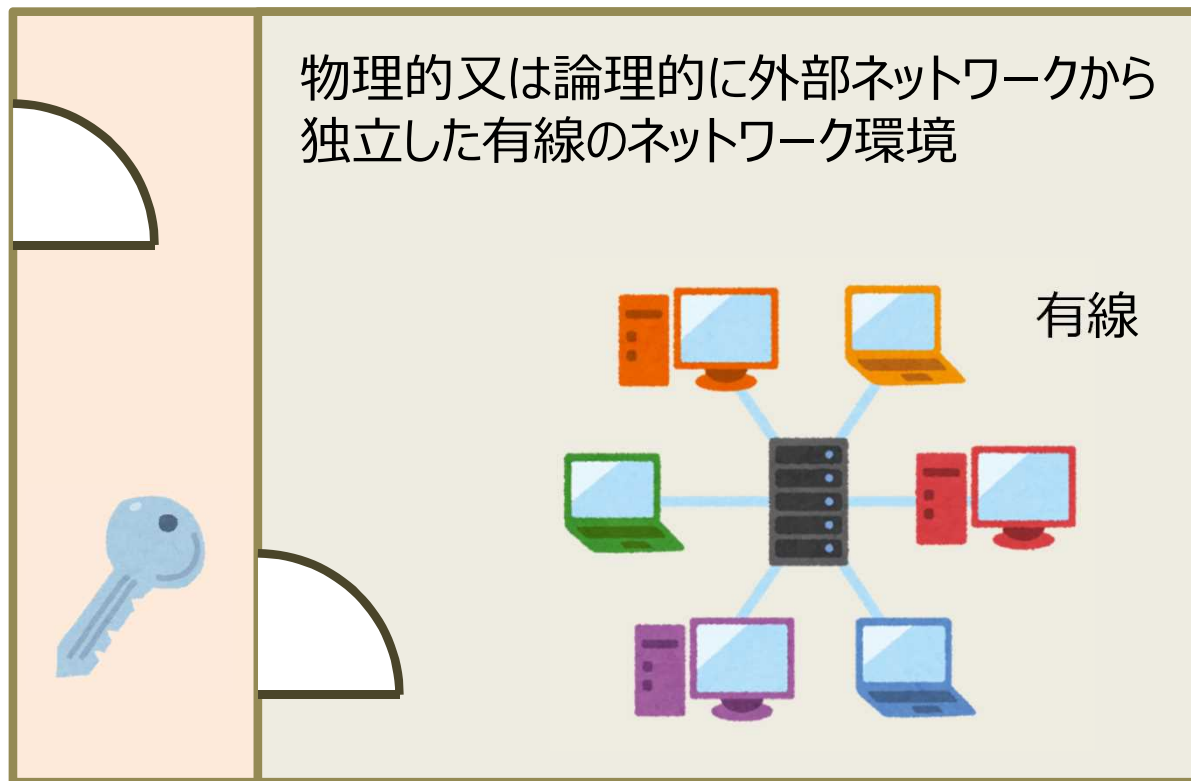 物理的又は論理的に外部ネットワークから
独立した有線のネットワーク環境
有線